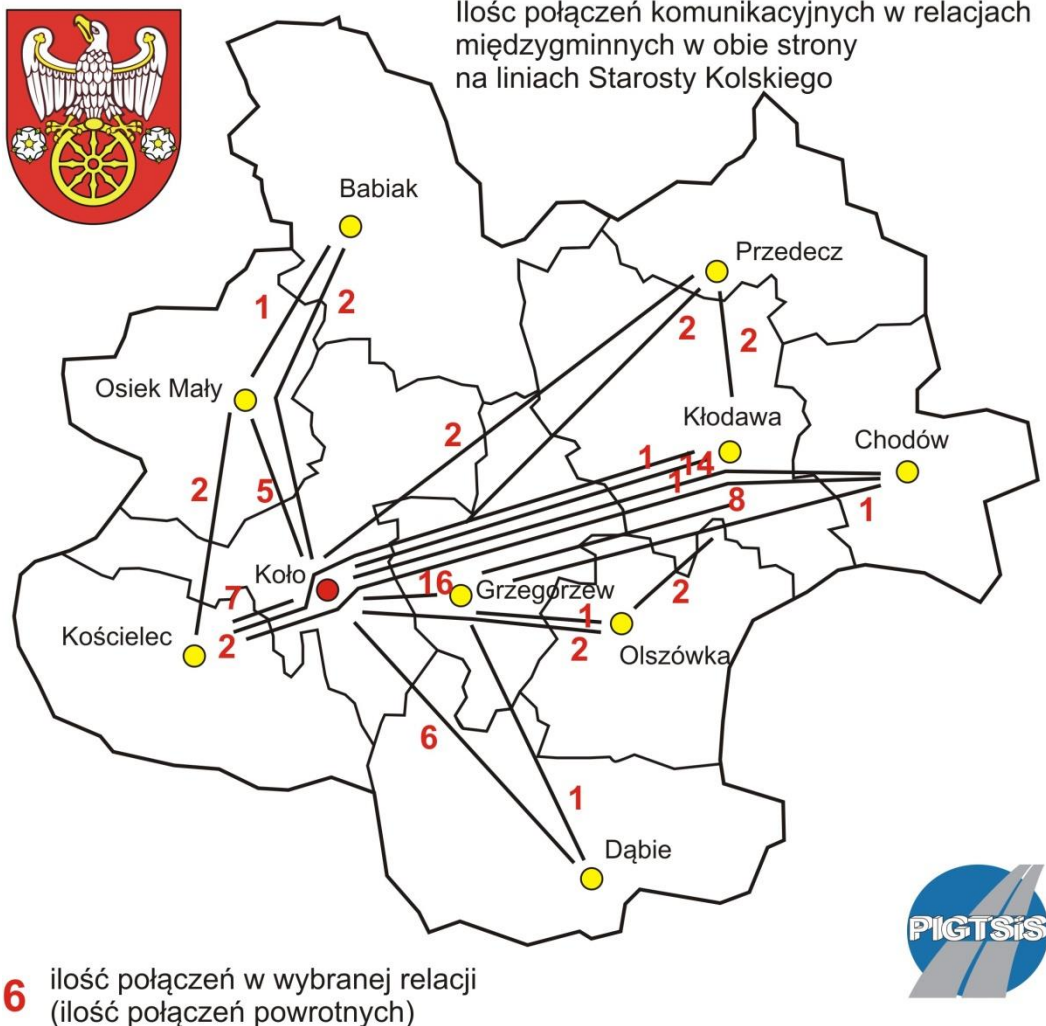 Ilośc połączeń komunikacyjnych w relacjach
międzygminnych w obie strony
na liniach Starosty Kolskiego
Babiak
Przedecz
1
2
2
2
Osiek Mały
Kłodawa
Chodów
2
1
14
2
5
1
8
1
Koło
16
Grzegorzew
7
1
2
Kościelec
2
2
Olszówka
6
1
Dąbie
PIGTSiS
6 ilość połączeń w wybranej relacji
(ilość połączeń powrotnych)